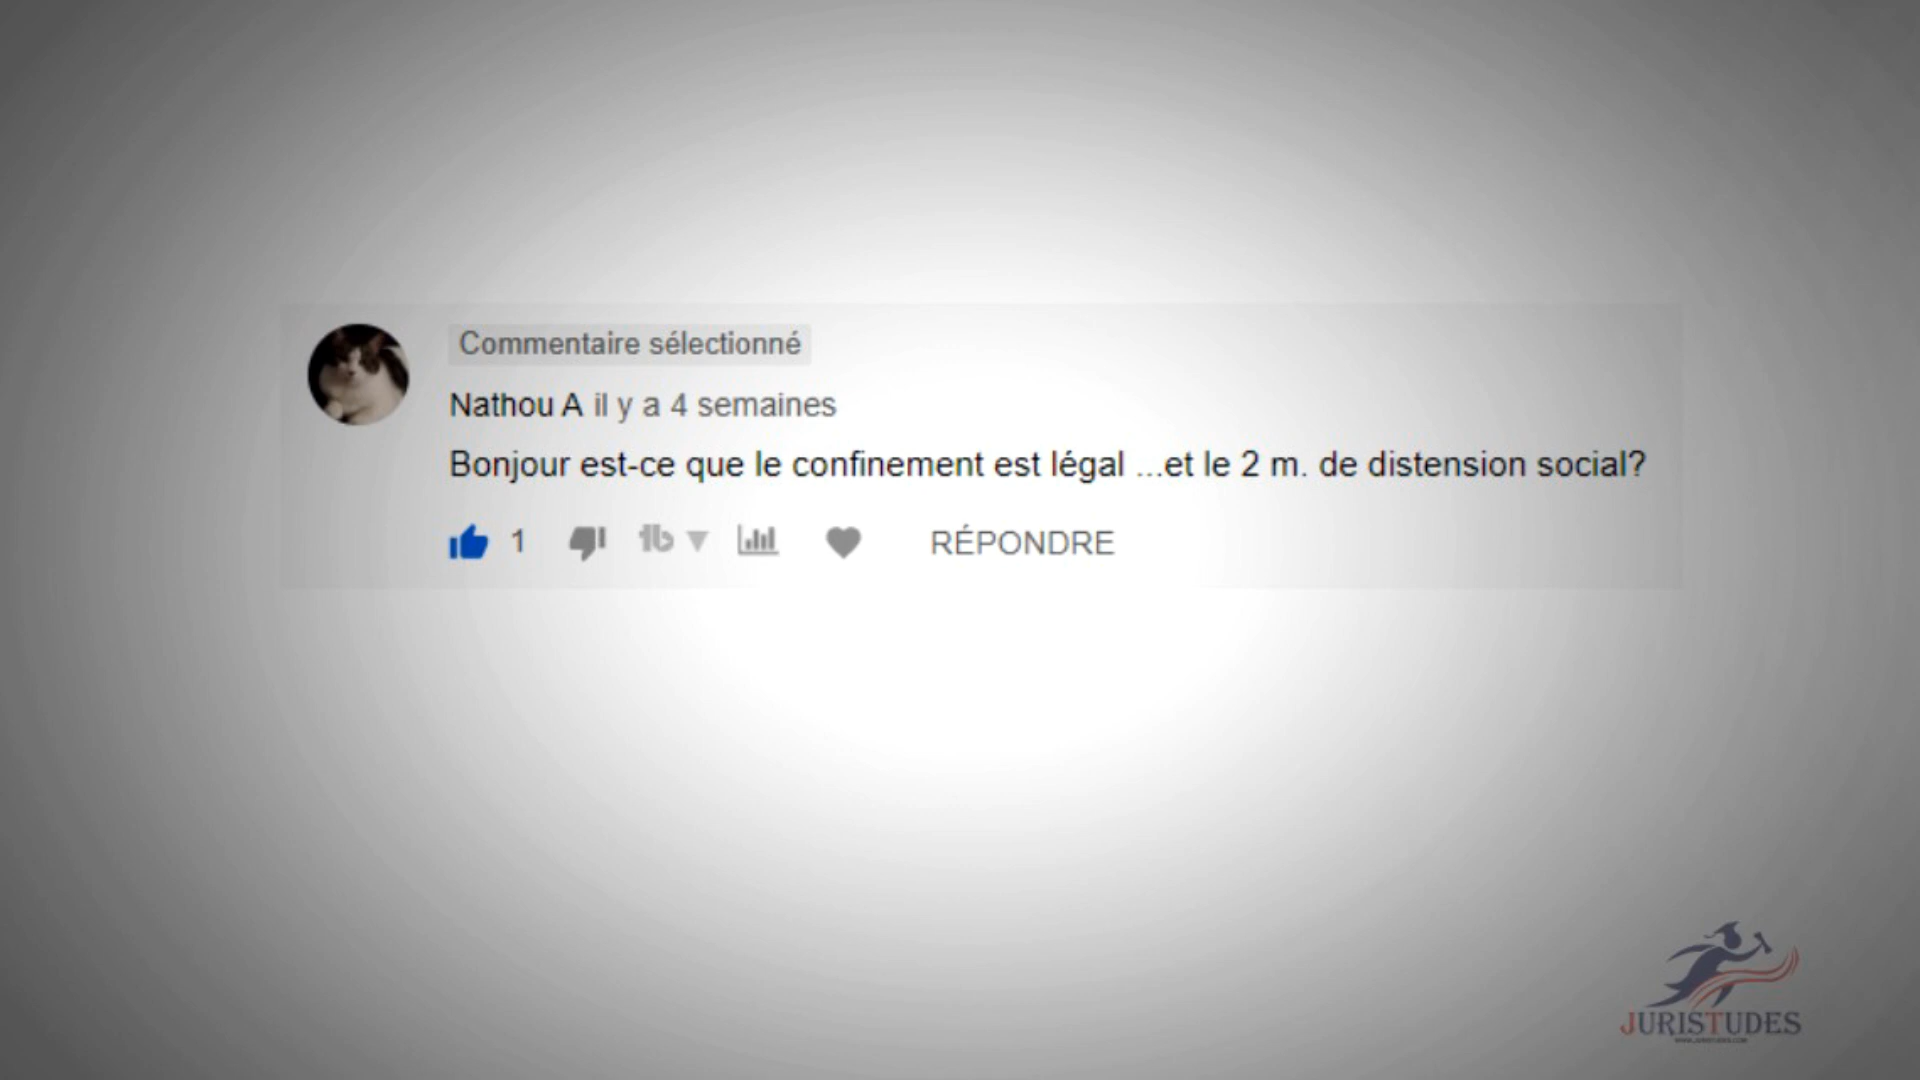 Commentaire sélectionné
Nathou A il y a 4 semaines
Bonjour est-ce que le confinement est légal ...et le 2 m. de distension social?
1
RÉPONDRE
JURISTUDES